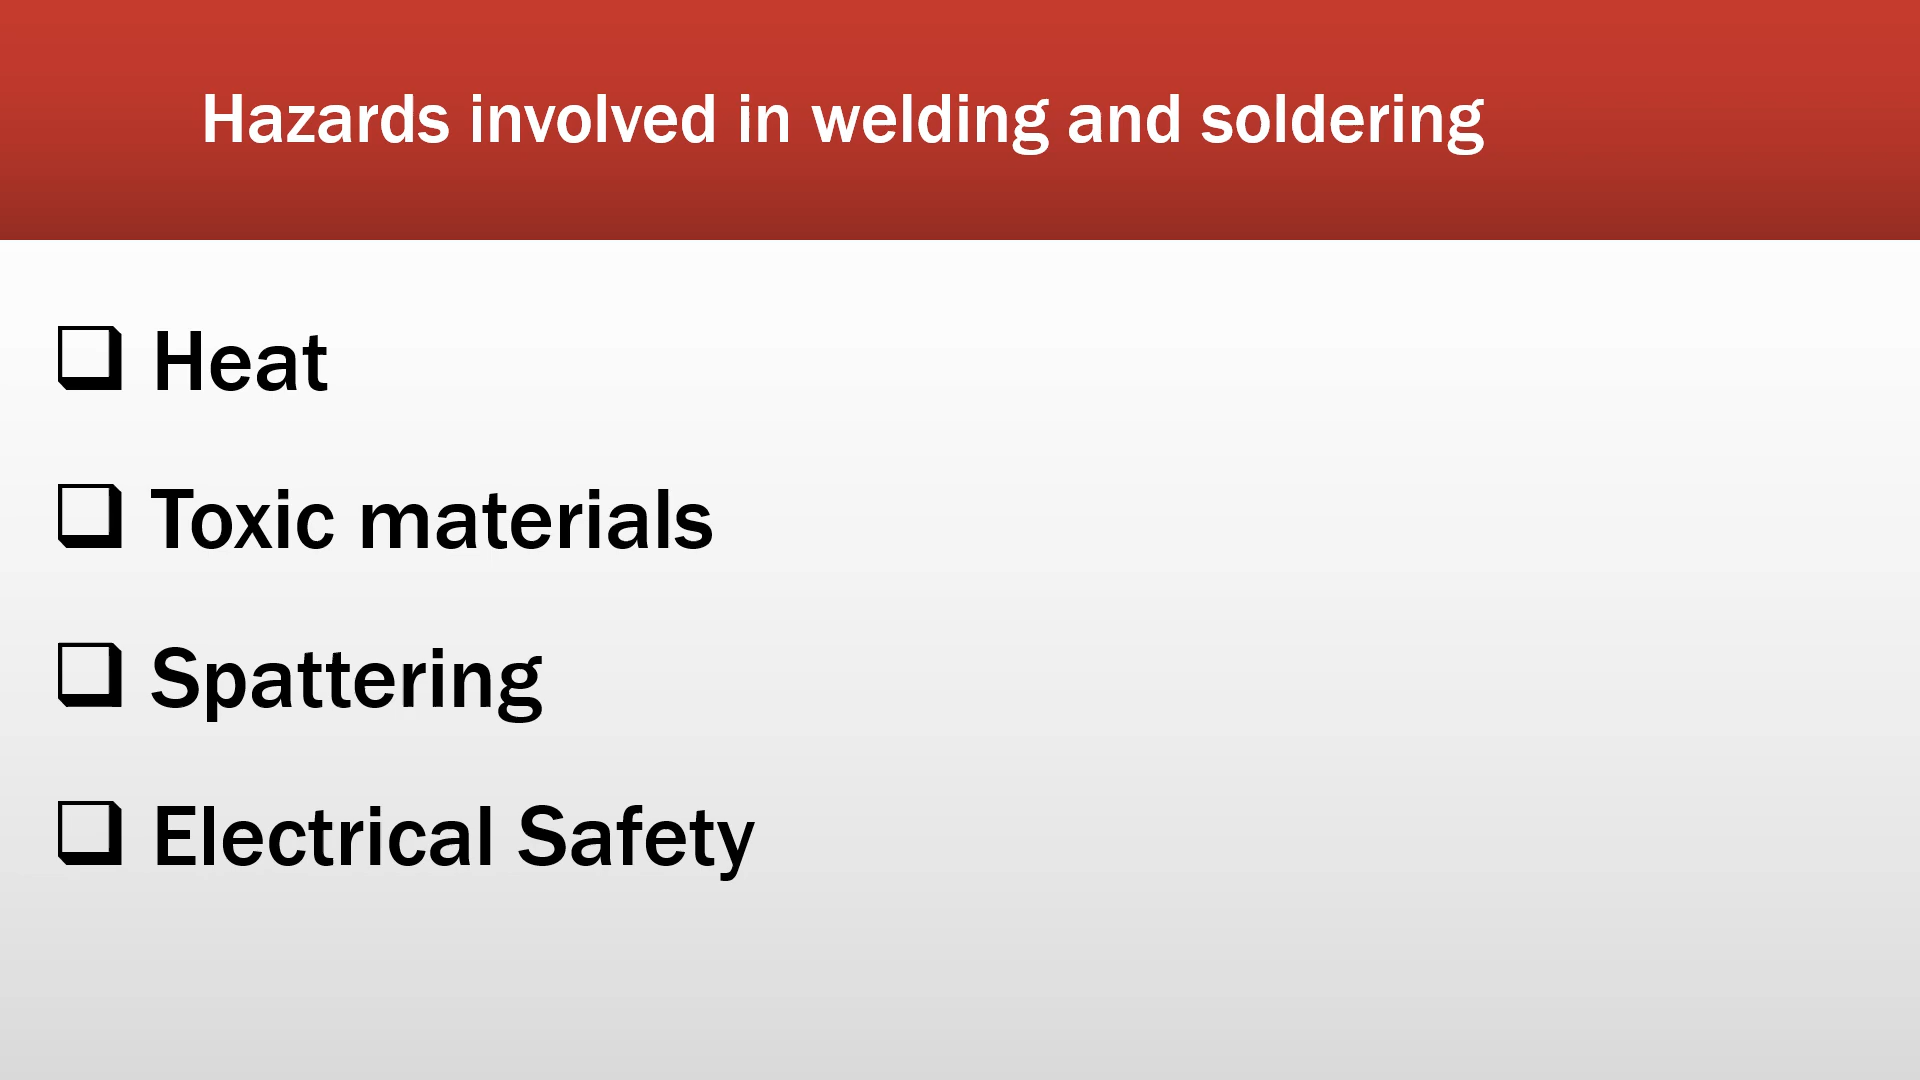 Hazards involved in welding and soldering
❑ Heat
❑ Toxic materials
❑ Spattering
❑ Electrical Safety